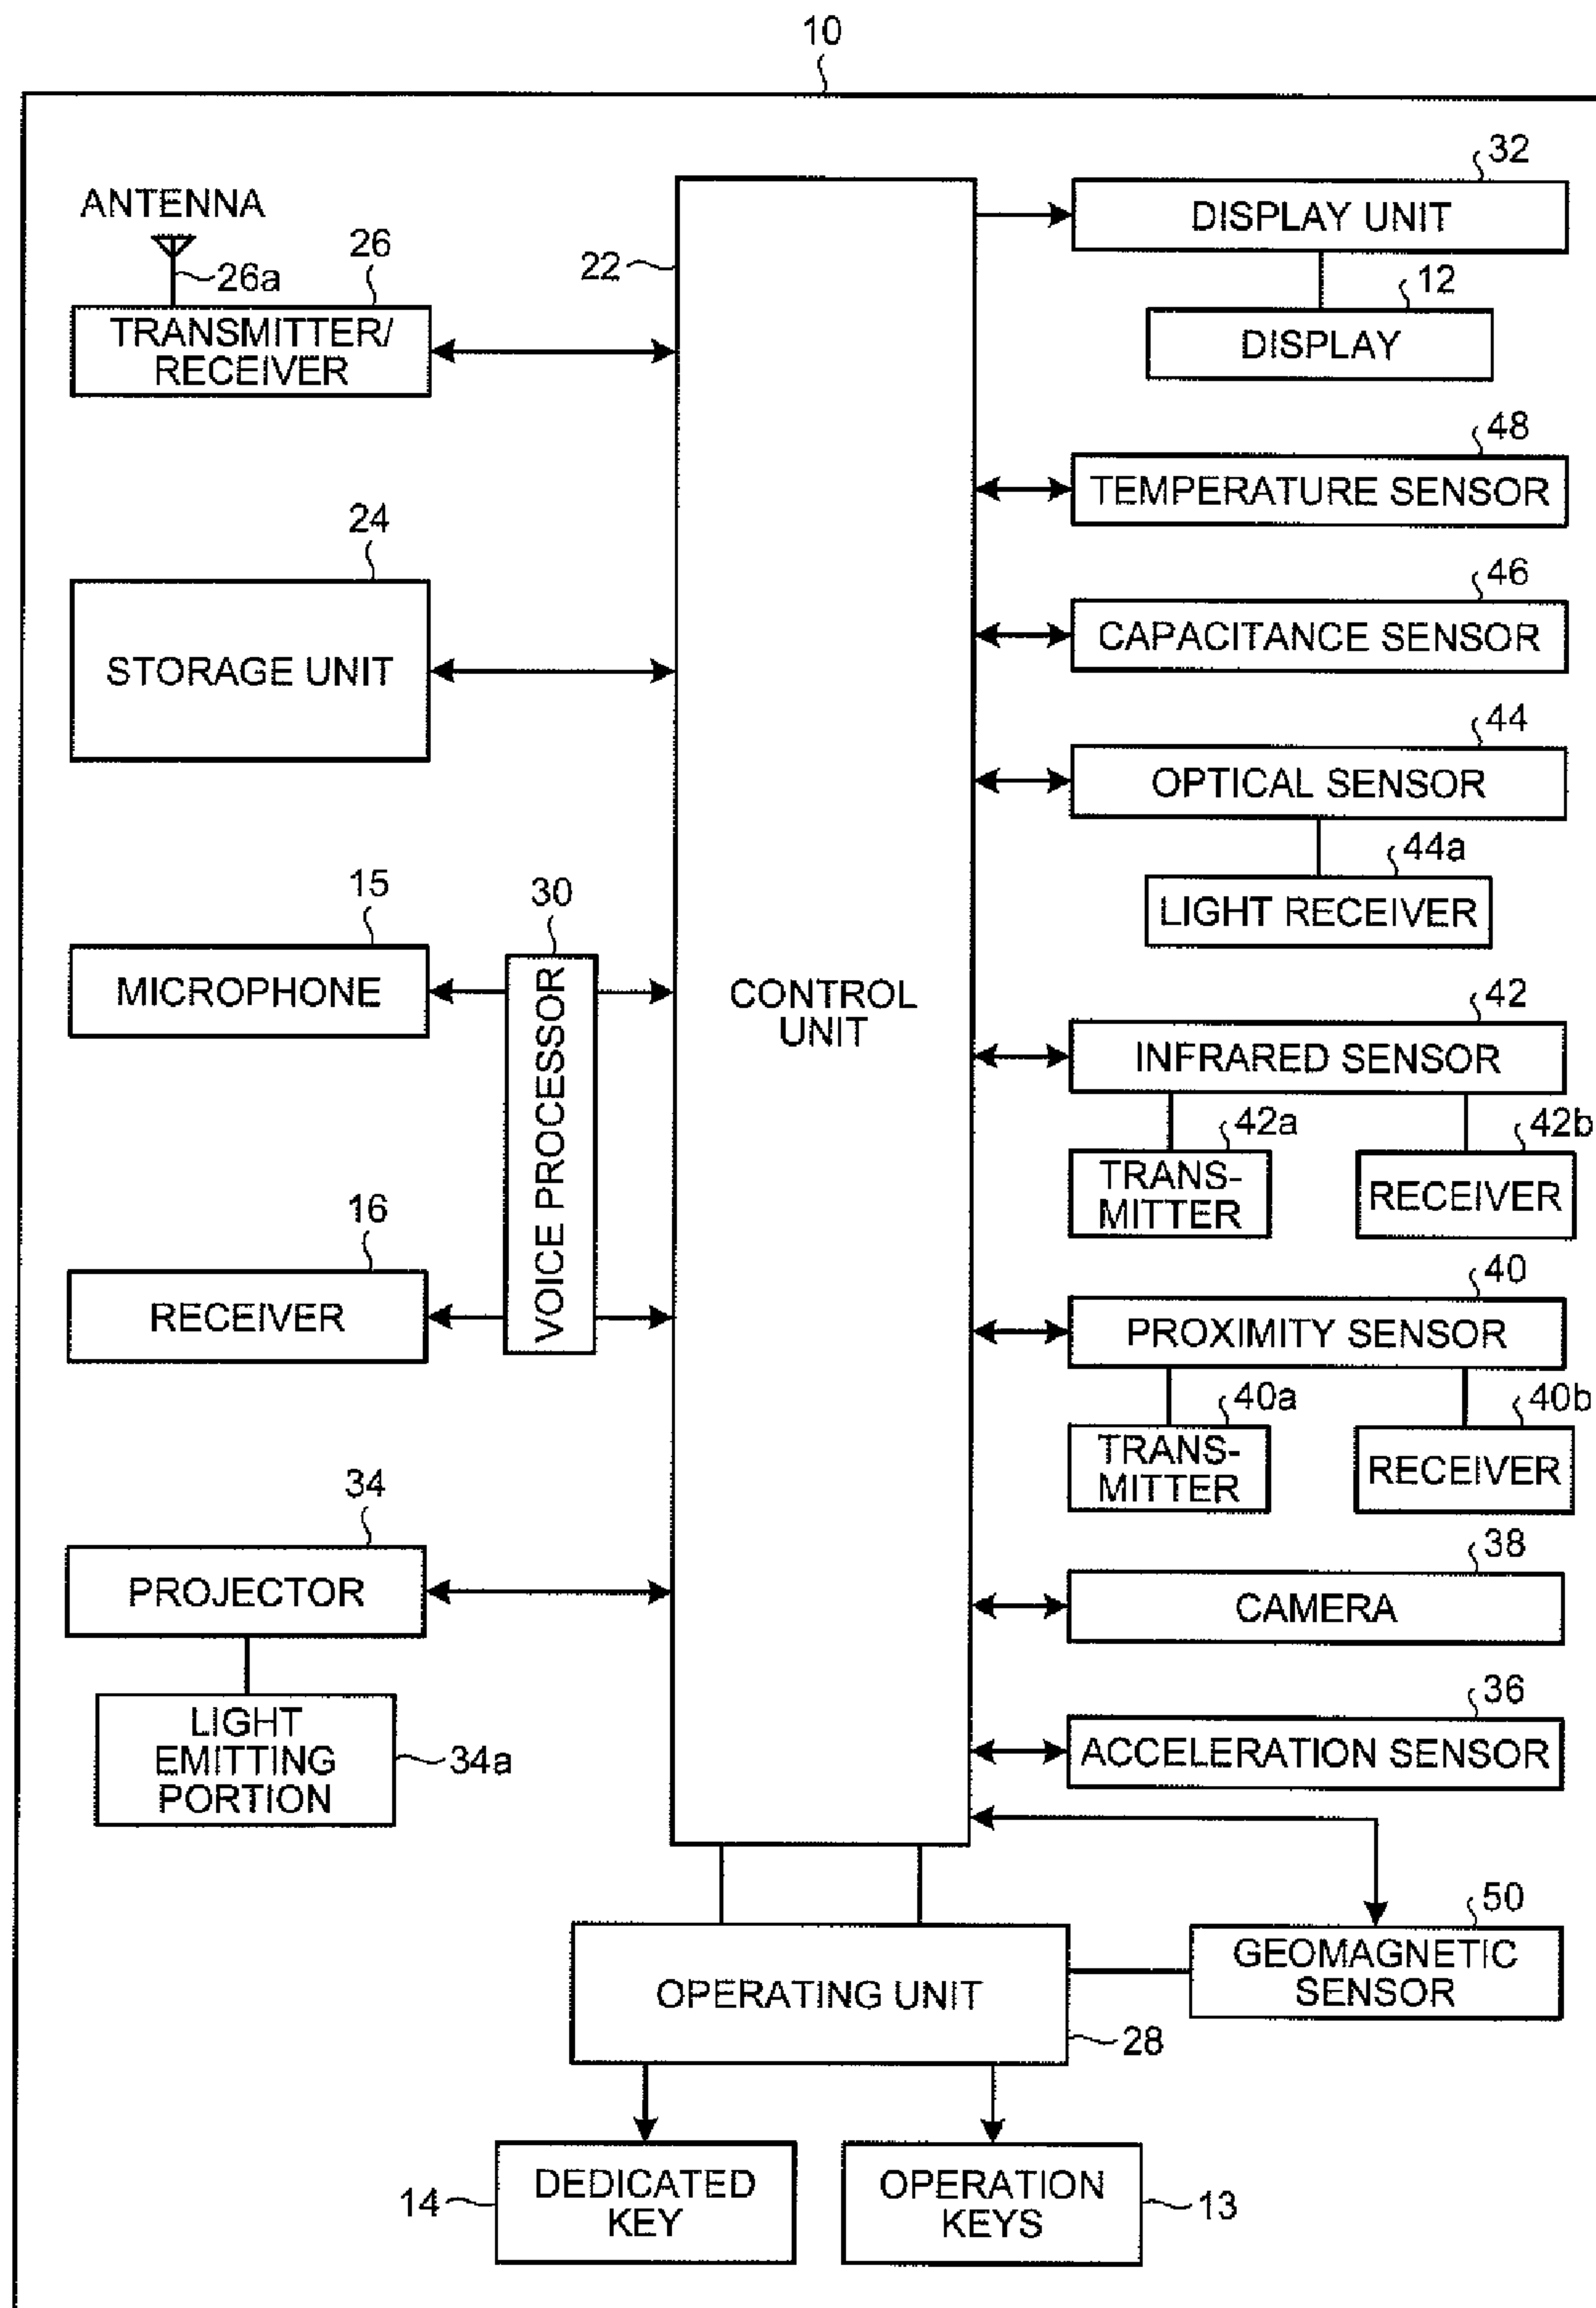 10
ANTENNA
26a
26
TRANSMITTER/
RECEIVER
24
STORAGE UNIT
15
MICROPHONE
30
VOICE PROCESSOR
16
RECEIVER
34
PROJECTOR
LIGHT
EMITTING
PORTION
34a
22
CONTROL
UNIT
32
DISPLAY UNIT
12
DISPLAY
48
TEMPERATURE SENSOR
46
CAPACITANCE SENSOR
44
OPTICAL SENSOR
44a
LIGHT RECEIVER
42
INFRARED SENSOR
42a
TRANS-
MITTER
42b
RECEIVER
40
PROXIMITY SENSOR
40a
TRANS-
MITTER
40b
RECEIVER
38
CAMERA
36
ACCELERATION SENSOR
50
GEOMAGNETIC
SENSOR
OPERATING UNIT
28
14
DEDICATED
KEY
OPERATION
KEYS
13